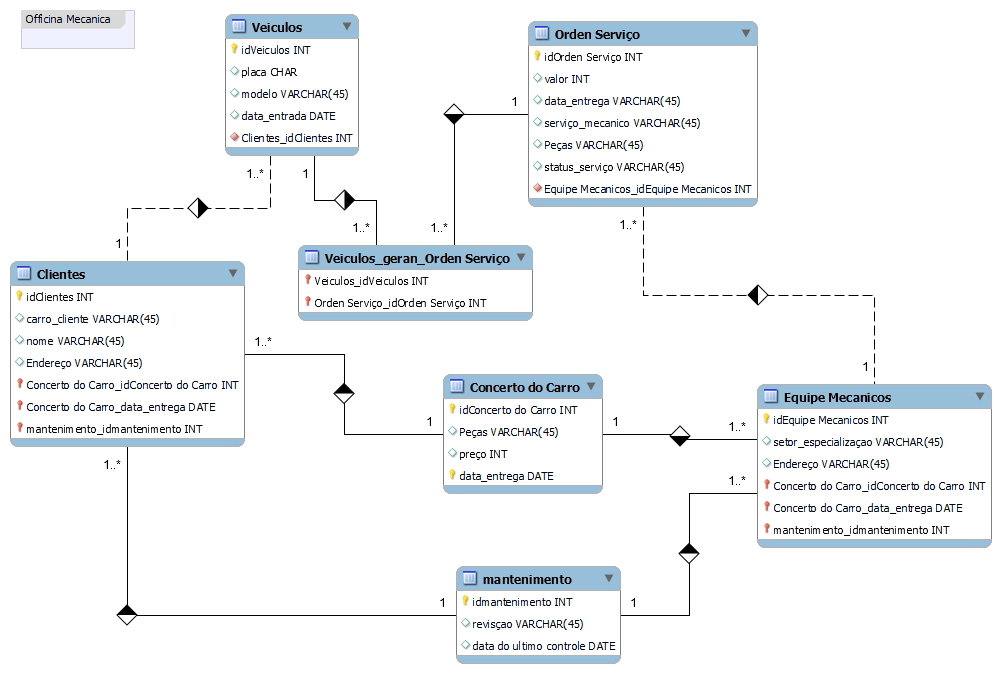 Officina Mecanica
Veiculos
idVeiculos INT
placa CHAR
modelo VARCHAR(45)
data_entrada DATE
Clientes_idClientes INT
Orden Serviço
idOrden Serviço INT
valor INT
data_entrega VARCHAR(45)
serviço_mecanico VARCHAR(45)
Peças VARCHAR(45)
status_serviço VARCHAR(45)
Equipe Mecanicos_idEquipe Mecanicos INT
1
1..*
1
1..*
1..*
1..*
1
Veiculos_geran_Orden Serviço
Veiculos_idVeiculos INT
Orden Serviço_idOrden Serviço INT
Clientes
idClientes INT
carro_cliente VARCHAR(45)
nome VARCHAR(45)
Endereço VARCHAR(45)
Concerto do Carro_idConcerto do Carro INT
Concerto do Carro_data_entrega DATE
mantenimento_idmantenimento INT
1..*
1
Concerto do Carro
idConcerto do Carro INT
Peças VARCHAR(45)
preço INT
data_entrega DATE
1
1..*
1
Equipe Mecanicos
idEquipe Mecanicos INT
setor_especializaçao VARCHAR(45)
Endereço VARCHAR(45)
Concerto do Carro_idConcerto do Carro INT
Concerto do Carro_data_entrega DATE
mantenimento_idmantenimento INT
1..*
1..*
1
mantenimento
idmantenimento INT
revisçao VARCHAR(45)
data do ultimo controle DATE
1